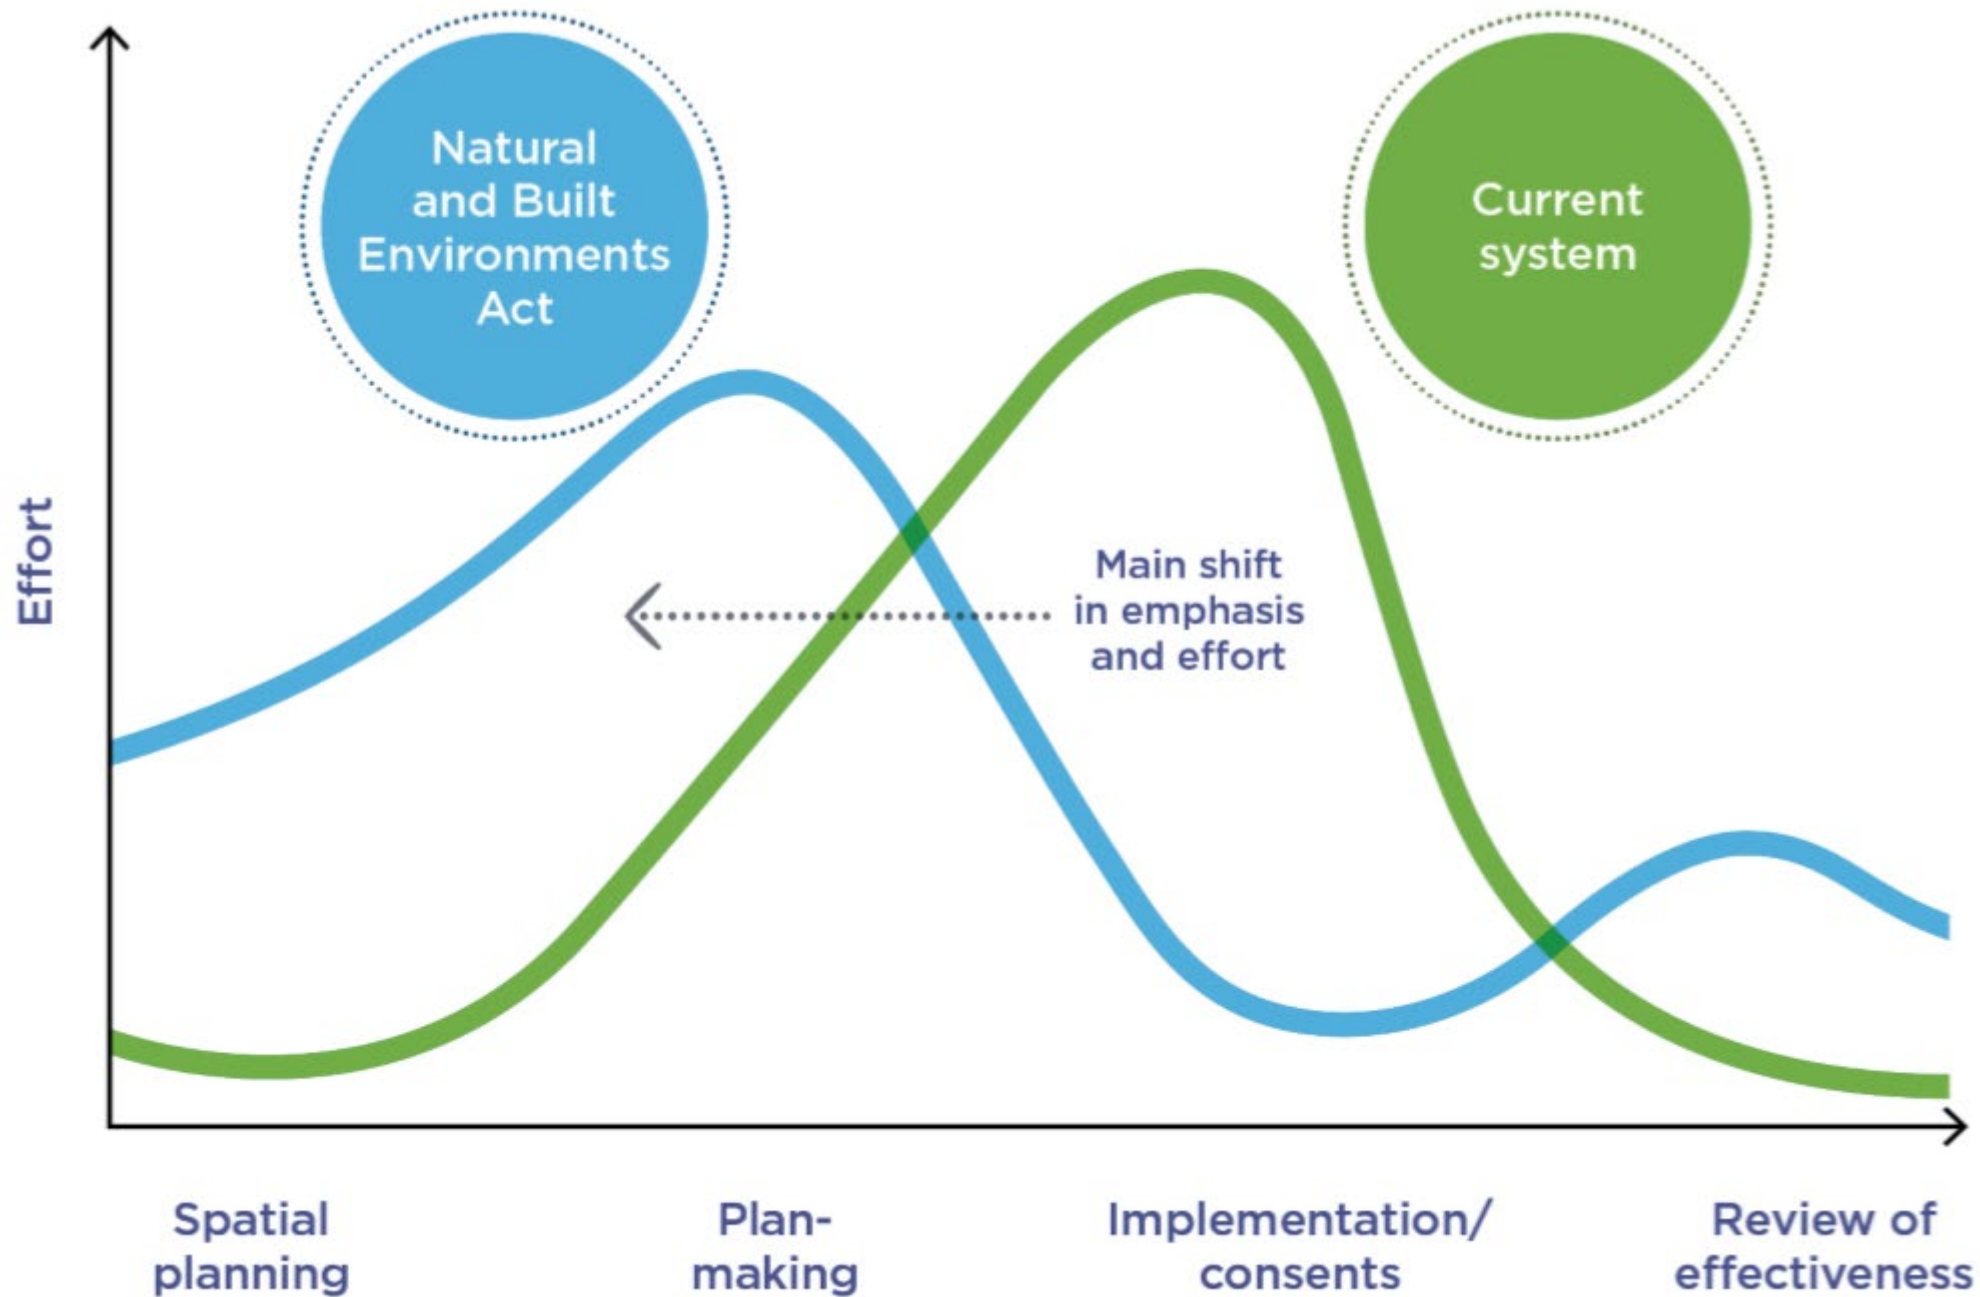 Natural
and Built
Environments
Act
Current
system
Effort
Main shift
in emphasis
and effort
Spatial
planning
Plan-
making
Implementation/
consents
Review of
effectiveness